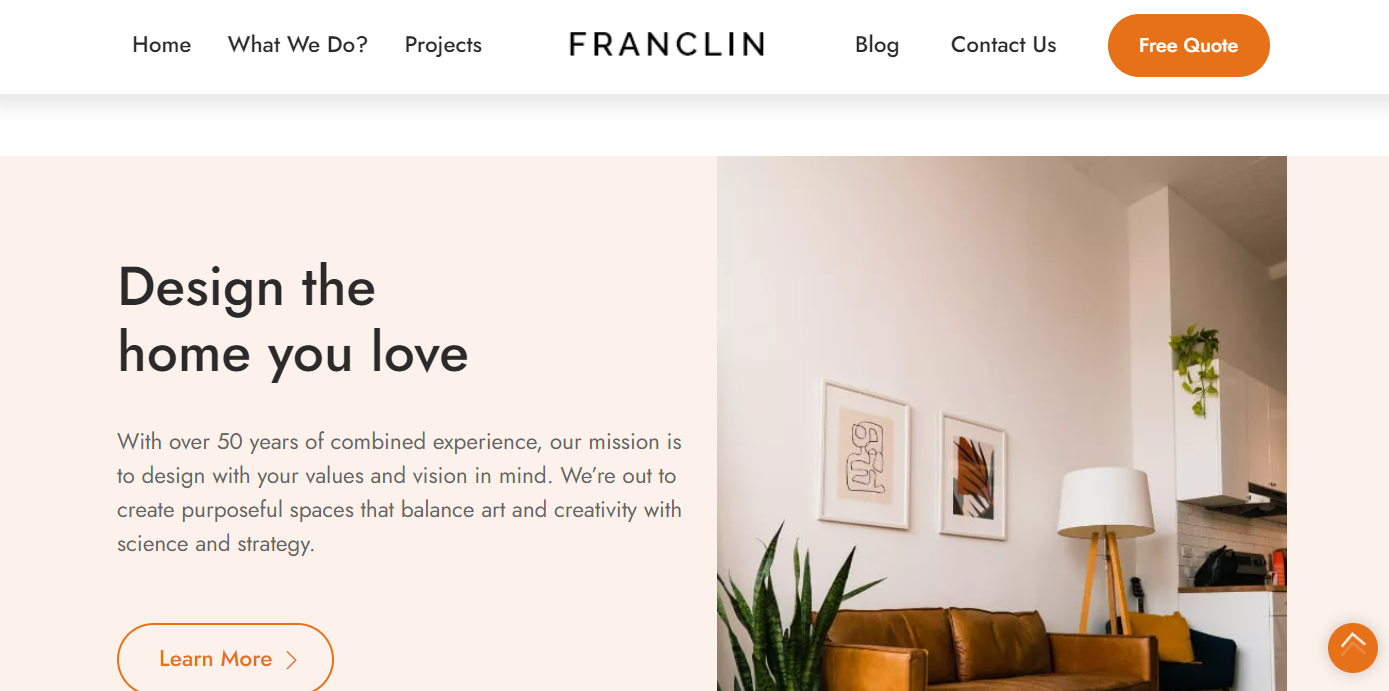 Home What We Do? Projects FRANCLIN Blog Contact Us Free Quote
Design the
home you love
With over 50 years of combined experience, our mission is
to design with your values and vision in mind. We’re out to
create purposeful spaces that balance art and creativity with
science and strategy.
Learn More